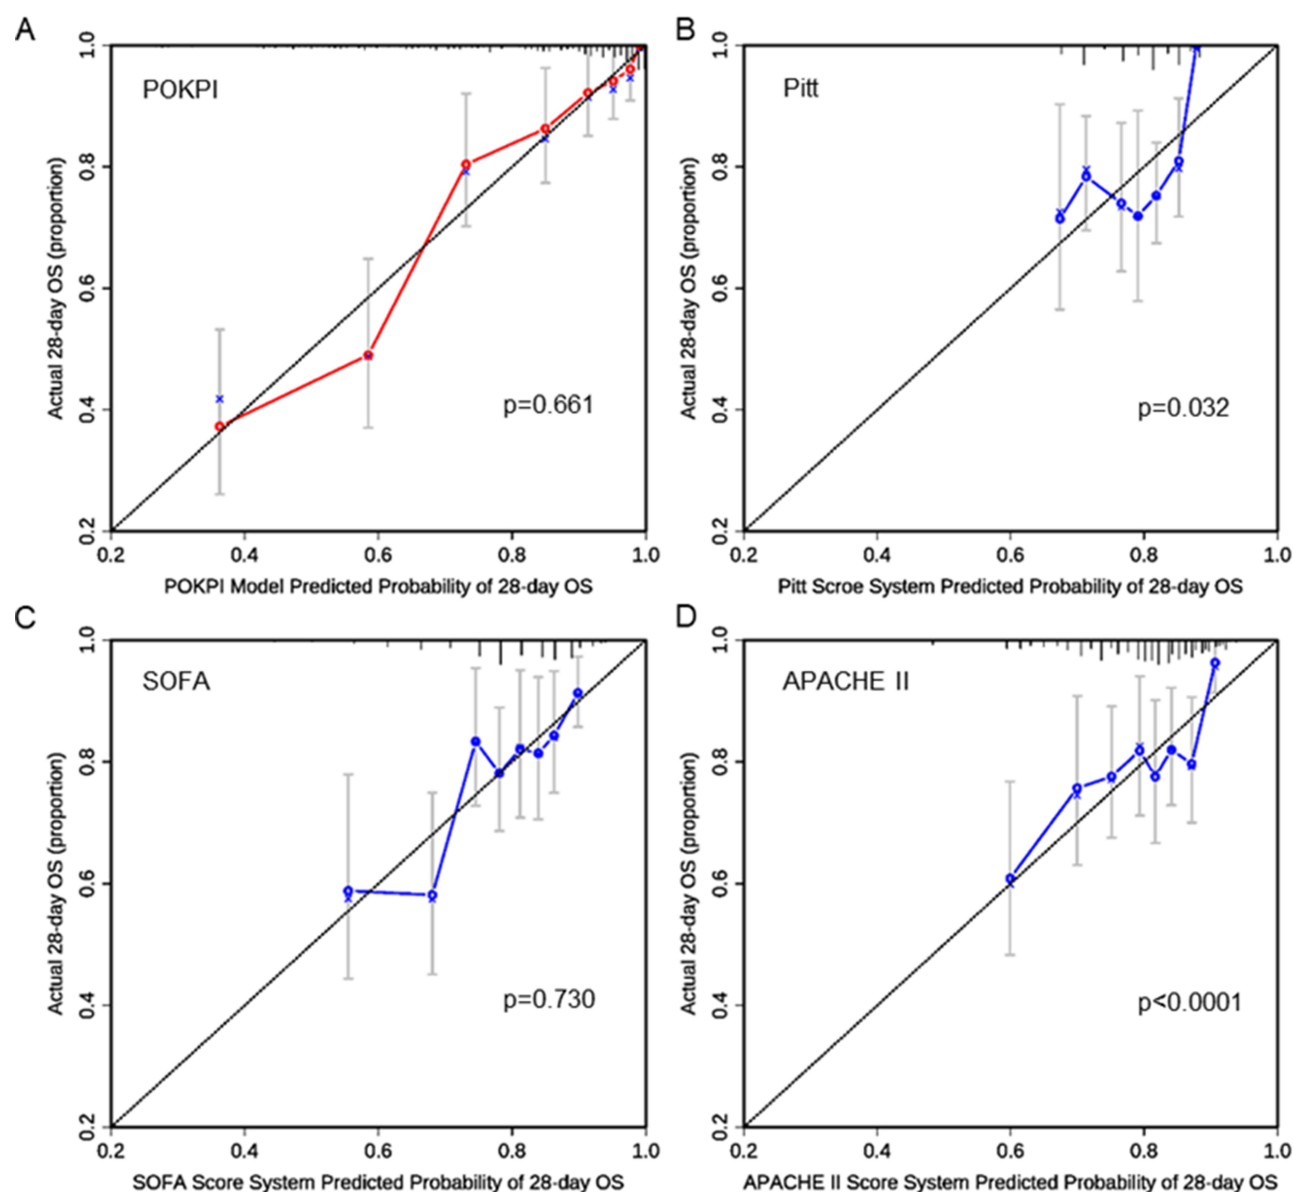 A
POKPI
p=0.661
Actual 28-day OS (proportion)
1.0
0.8
0.6
0.4
0.2
0.2 0.4 0.6 0.8 1.0
POKPI Model Predicted Probability of 28-day OS
B
Pitt
p=0.032
Actual 28-day OS (proportion)
1.0
0.8
0.6
0.4
0.2
0.2 0.4 0.6 0.8 1.0
Pitt Scroe System Predicted Probability of 28-day OS
C
SOFA
p=0.730
Actual 28-day OS (proportion)
1.0
0.8
0.6
0.4
0.2
0.2 0.4 0.6 0.8 1.0
SOFA Score System Predicted Probability of 28-day OS
D
APACHE II
p<0.0001
Actual 28-day OS (proportion)
1.0
0.8
0.6
0.4
0.2
0.2 0.4 0.6 0.8 1.0
APACHE II Score System Predicted Probability of 28-day OS